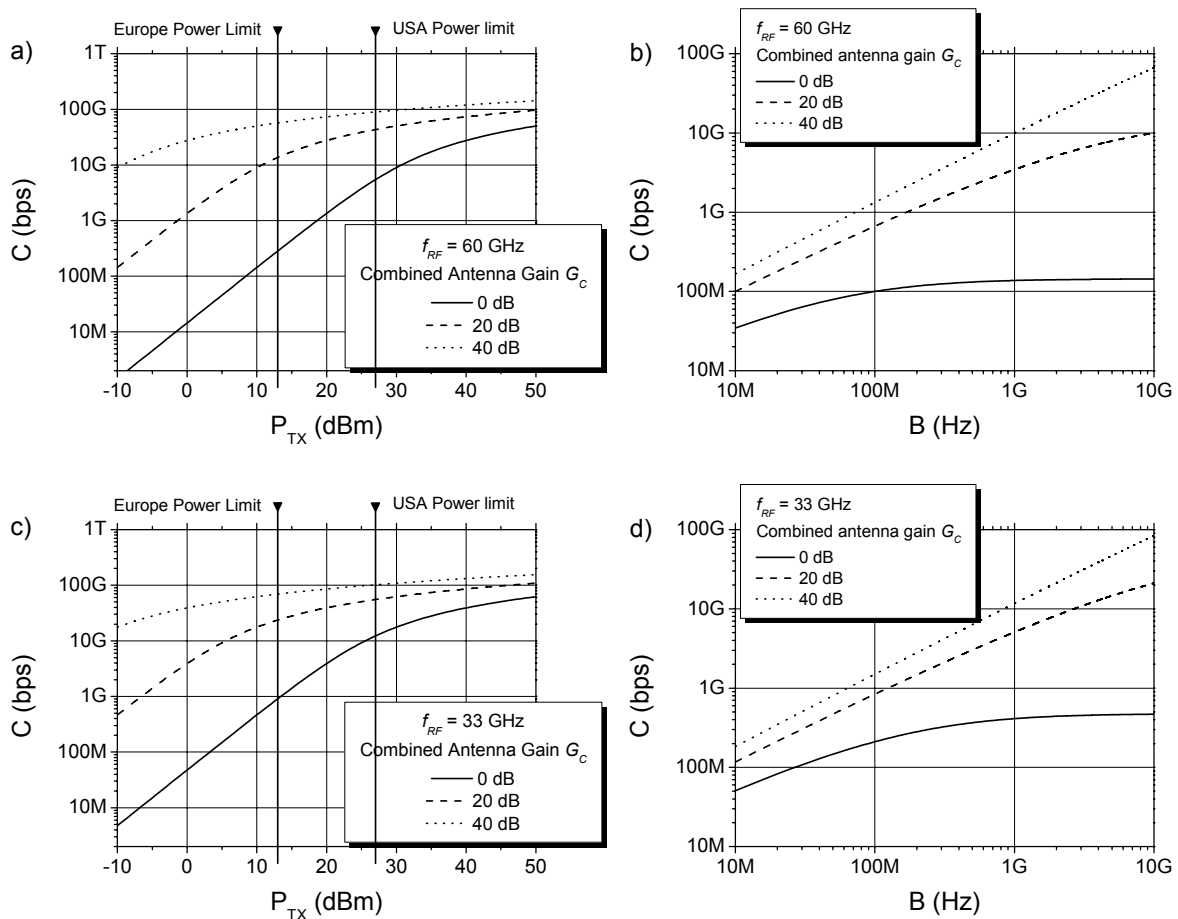 Europe Power Limit
USA Power limit
a)
1T
100G
10G
1G
100M
10M
C (bps)
-10 0 10 20 30 40 50
P_TX (dBm)
f_RF = 60 GHz
Combined Antenna Gain G_C
0 dB
20 dB
40 dB
b)
f_RF = 60 GHz
Combined antenna gain G_C
0 dB
20 dB
40 dB
100G
10G
1G
100M
10M
C (bps)
10M 100M 1G 10G
B (Hz)
Europe Power Limit
USA Power limit
c)
1T
100G
10G
1G
100M
10M
C (bps)
-10 0 10 20 30 40 50
P_TX (dBm)
f_RF = 33 GHz
Combined Antenna Gain G_C
0 dB
20 dB
40 dB
d)
f_RF = 33 GHz
Combined antenna gain G_C
0 dB
20 dB
40 dB
100G
10G
1G
100M
10M
C (bps)
10M 100M 1G 10G
B (Hz)